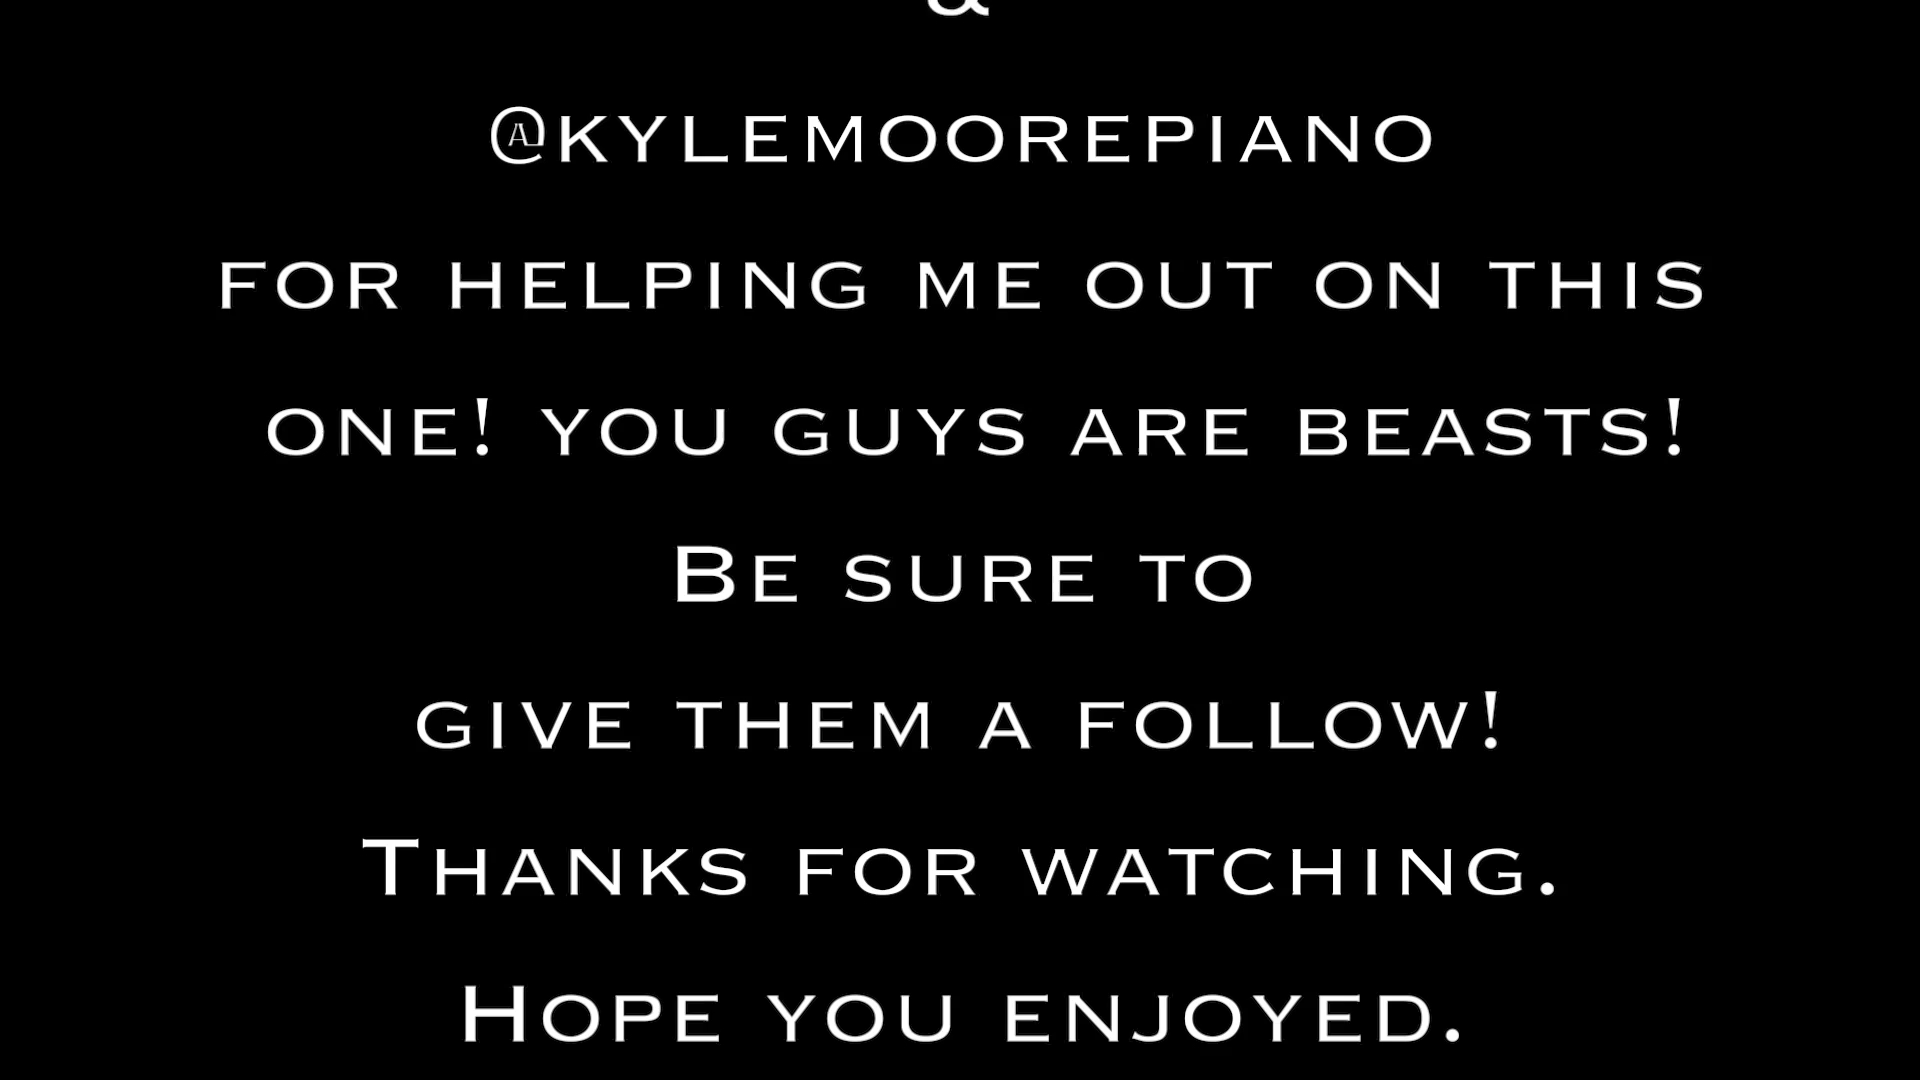 &
@KYLEMOOREPIANO
FOR HELPING ME OUT ON THIS
ONE! YOU GUYS ARE BEASTS!
BE SURE TO
GIVE THEM A FOLLOW!
THANKS FOR WATCHING.
HOPE YOU ENJOYED.